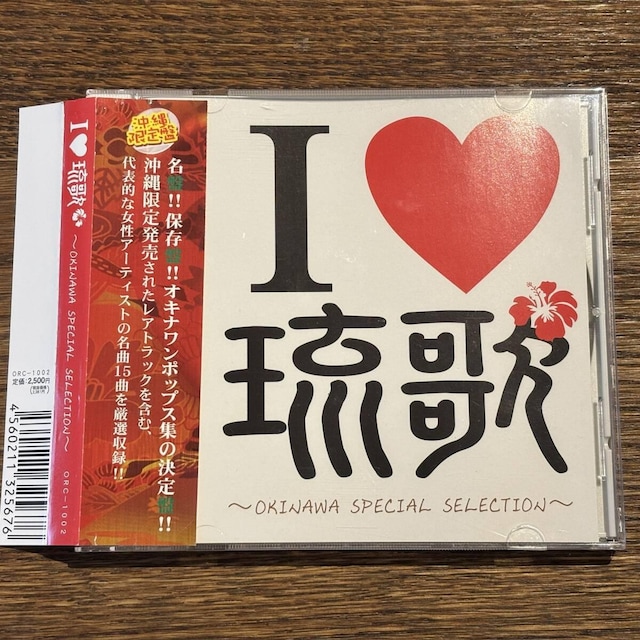 沖縄
限定盤
名盤!! 保存盤!! オキナワンポップス集の決定盤!!
沖縄限定発売されたレアトラックを含む、
代表的な女性アーティストの名曲15曲を厳選収録!!
I♥琉歌
～OKINAWA SPECIAL SELECTION～
ORC-1002
ORC-1002
定価:2,500円
4560211325676
I♥
琉歌
～OKINAWA SPECIAL SELECTION～